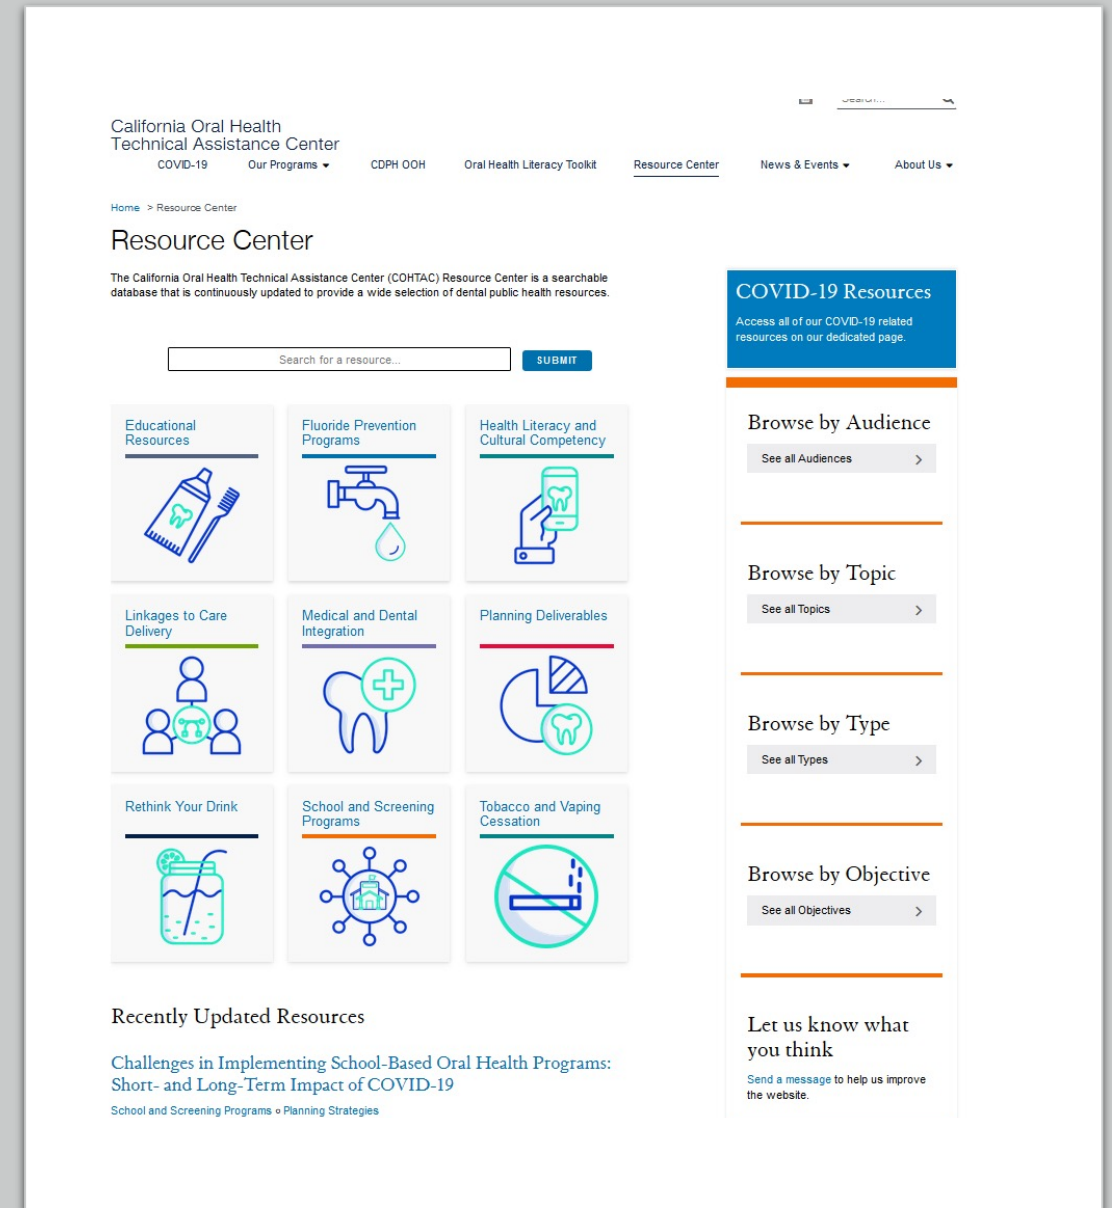 Search...
California Oral Health
Technical Assistance Center
COVID-19 Our Programs CDPH OOH Oral Health Literacy Toolkit Resource Center News & Events About Us
Home > Resource Center
Resource Center
The California Oral Health Technical Assistance Center (COHTAC) Resource Center is a searchable
database that is continuously updated to provide a wide selection of dental public health resources.
Search for a resource...
SUBMIT
Educational
Resources
Fluoride Prevention
Programs
Health Literacy and
Cultural Competency
Linkages to Care
Delivery
Medical and Dental
Integration
Planning Deliverables
Rethink Your Drink
School and Screening
Programs
Tobacco and Vaping
Cessation
Recently Updated Resources
Challenges in Implementing School-Based Oral Health Programs:
Short- and Long-Term Impact of COVID-19
School and Screening Programs o Planning Strategies
COVID-19 Resources
Access all of our COVID-19 related
resources on our dedicated page.
Browse by Audience
See all Audiences
Browse by Topic
See all Topics
Browse by Type
See all Types
Browse by Objective
See all Objectives
Let us know what
you think
Send a message to help us improve
the website.